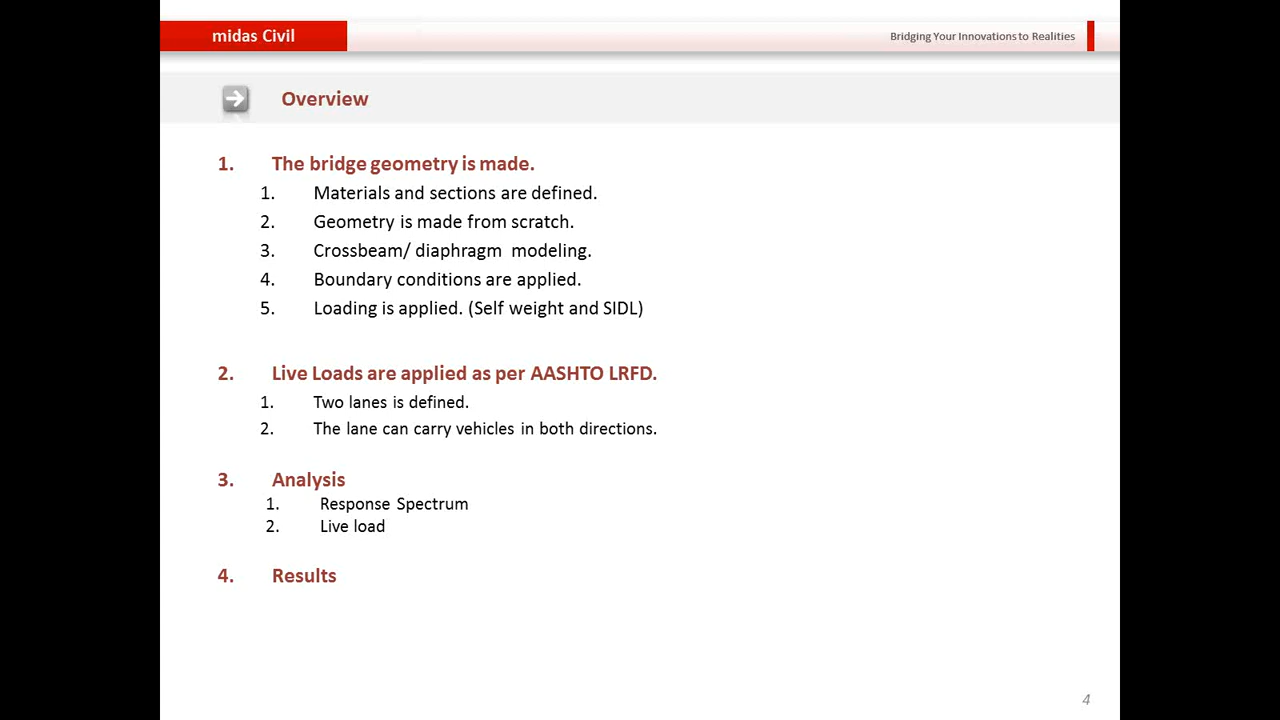 midas Civil
Bridging Your Innovations to Realities
Overview
1. The bridge geometry is made.
1. Materials and sections are defined.
2. Geometry is made from scratch.
3. Crossbeam/ diaphragm modeling.
4. Boundary conditions are applied.
5. Loading is applied. (Self weight and SIDL)
2. Live Loads are applied as per AASHTO LRFD.
1. Two lanes is defined.
2. The lane can carry vehicles in both directions.
3. Analysis
1. Response Spectrum
2. Live load
4. Results
4